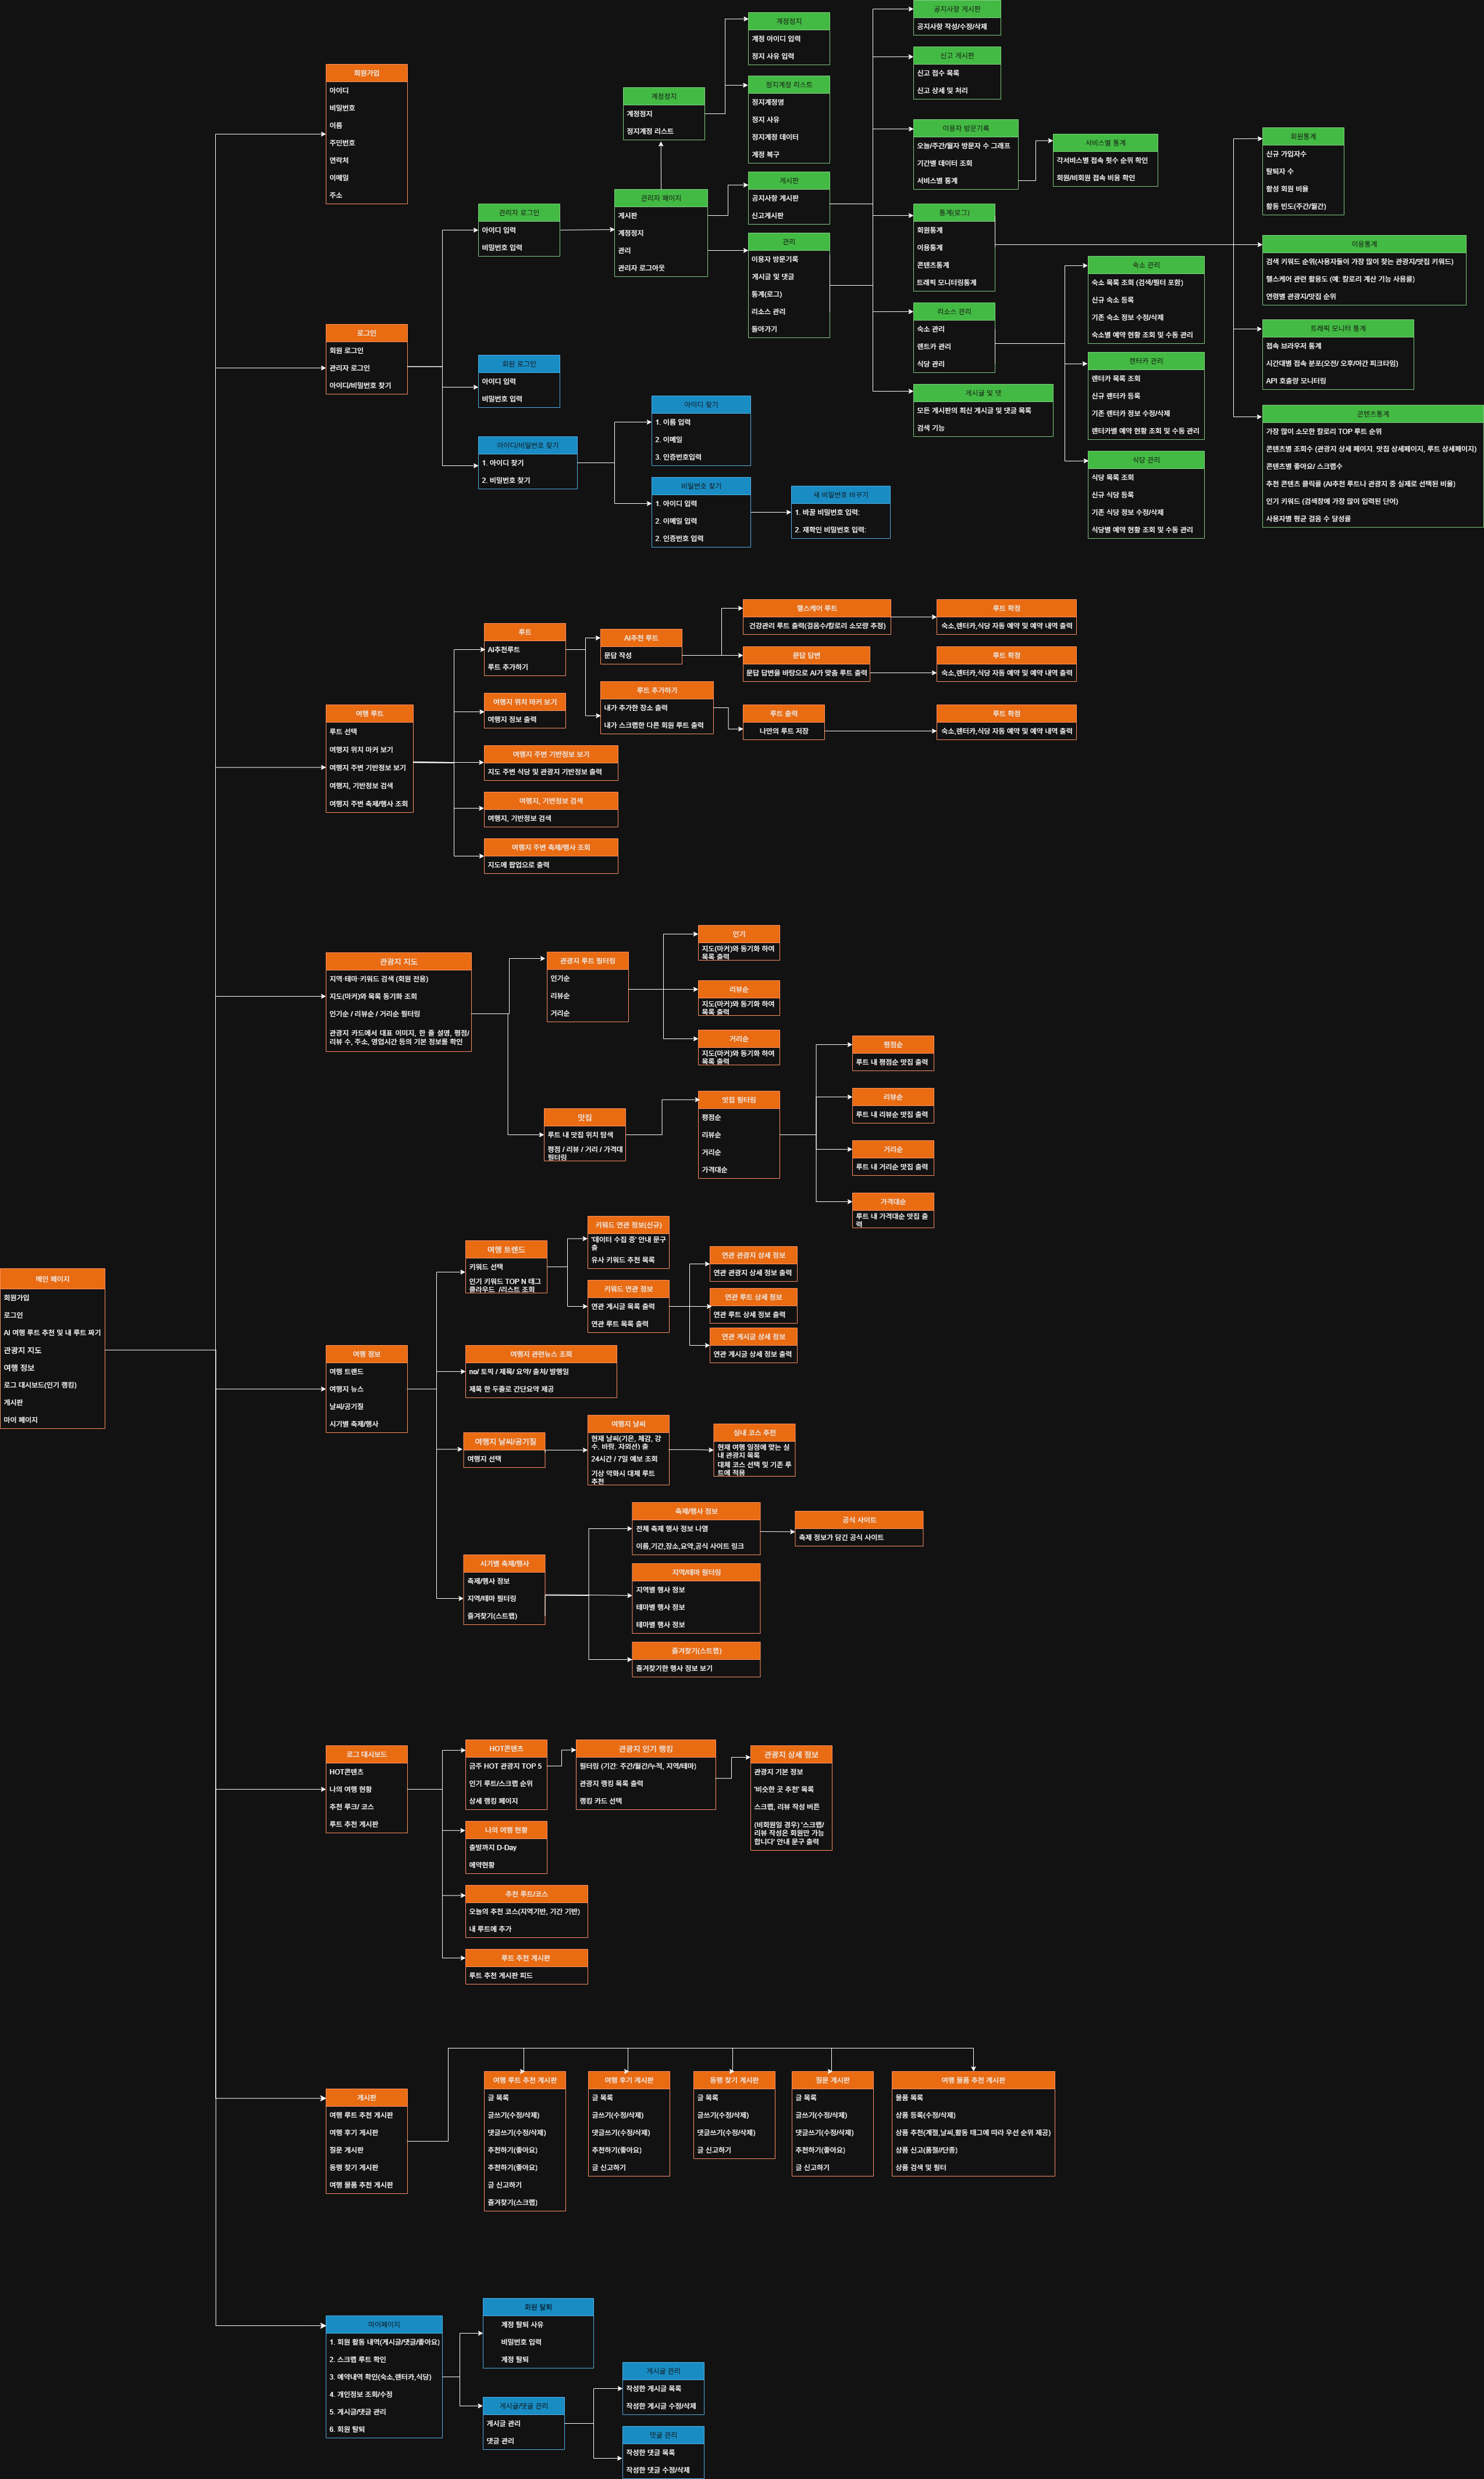 메인 페이지
회원가입
로그인
AI 여행 루트 추천 및 내 루트 짜기
관광지 지도
여행 정보
로그 대시보드(인기 랭킹)
게시판
마이 페이지
회원가입
아이디
비밀번호
이름
주민번호
연락처
이메일
주소
로그인
회원 로그인
관리자 로그인
아이디/비밀번호 찾기
관리자 로그인
아이디 입력
비밀번호 입력
회원 로그인
아이디 입력
비밀번호 입력
아이디/비밀번호 찾기
1. 아이디 찾기
2. 비밀번호 찾기
아이디 찾기
1. 이름 입력
2. 이메일
3. 인증번호입력
비밀번호 찾기
1. 아이디 입력
2. 이메일 입력
2. 인증번호 입력
새 비밀번호 바꾸기
1. 바꿀 비밀번호 입력:
2. 재확인 비밀번호 입력:
관리자 페이지
게시판
계정정지
관리
관리자 로그아웃
계정정지
계정정지
정지계정 리스트
계정정지
계정 아이디 입력
정지 사유 입력
정지계정 리스트
정지계정명
정지 사유
정지계정 데이터
계정 복구
게시판
공지사항 게시판
신고게시판
관리
이용자 방문기록
게시글 및 댓글
통계(로그)
리소스 관리
돌아가기
공지사항 게시판
공지사항 작성/수정/삭제
신고 게시판
신고 접수 목록
신고 상세 및 처리
이용자 방문기록
오늘/주간/월자 방문자 수 그래프
기간별 데이터 조회
서비스별 통계
서비스별 통계
각서비스별 접속 횟수 순위 확인
회원/비회원 접속 비율 확인
통계(로그)
회원통계
이용통계
콘텐츠통계
트래픽 모니터링통계
리소스 관리
숙소 관리
렌트카 관리
식당 관리
게시글 및 댓
모든 게시판의 최신 게시글 및 댓글 목록
검색 기능
숙소 관리
숙소 목록 조회 (검색/필터 포함)
신규 숙소 등록
기존 숙소 정보 수정/삭제
숙소별 예약 현황 조회 및 수동 관리
렌터카 관리
렌터카 목록 조회
신규 렌터카 등록
기존 렌터카 정보 수정/삭제
렌터카별 예약 현황 조회 및 수동 관리
식당 관리
식당 목록 조회
신규 식당 등록
기존 식당 정보 수정/삭제
식당별 예약 현황 조회 및 수동 관리
회원통계
신규 가입자수
탈퇴자 수
활성 회원 비율
활동 빈도(주간/월간)
이용통계
검색 키워드 순위(사용자들이 가장 많이 찾는 관광지/맛집 키워드)
헬스케어 관련 활용도 (예: 칼로리 계산 기능 사용률)
연령별 관광지/맛집 순위
트래픽 모니터 통계
접속 브라우저 통계
시간대별 접속 분포(오전/ 오후/야간 피크타임)
API 호출량 모니터링
콘텐츠통계
가장 많이 소모한 칼로리 TOP 루트 순위
콘텐츠별 조회수 (관광지 상세 페이지. 맛집 상세페이지, 루트 상세페이지)
콘텐츠별 좋아요/ 스크랩수
추천 콘텐츠 클릭률 (AI추천 루트나 관광지 중 실제로 선택된 비율)
인기 키워드 (검색창에 가장 많이 입력된 단어)
사용자별 평균 걸음 수 달성률
여행 루트
루트 선택
여행지 위치 마커 보기
여행지 주변 기반정보 보기
여행지, 기반정보 검색
여행지 주변 축제/행사 조회
루트
AI추천루트
루트 추가하기
여행지 위치 마커 보기
여행지 정보 출력
여행지 주변 기반정보 보기
지도 주변 식당 및 관광지 기반정보 출력
여행지, 기반정보 검색
여행지, 기반정보 검색
여행지 주변 축제/행사 조회
지도에 팝업으로 출력
AI추천 루트
문답 작성
루트 추가하기
내가 추가한 장소 출력
내가 스크랩한 다른 회원 루트 출력
헬스케어 루트
건강관리 루트 출력(걸음수/칼로리 소모량 추정)
루트 확정
숙소,렌터카,식당 자동 예약 및 예약 내역 출력
문답 답변
문답 답변을 바탕으로 AI가 맞춤 루트 출력
루트 확정
숙소,렌터카,식당 자동 예약 및 예약 내역 출력
루트 출력
나만의 루트 저장
루트 확정
숙소,렌터카,식당 자동 예약 및 예약 내역 출력
관광지 지도
지역·테마·키워드 검색 (회원 전용)
지도(마커)와 목록 동기화 조회
인기순 / 리뷰순 / 거리순 필터링
관광지 카드에서 대표 이미지, 한 줄 설명, 평점/
리뷰 수, 주소, 영업시간 등의 기본 정보를 확인
관광지 루트 필터링
인기순
리뷰순
거리순
인기
지도(마커)와 동기화 하여
목록 출력
리뷰순
지도(마커)와 동기화 하여
목록 출력
거리순
지도(마커)와 동기화 하여
목록 출력
맛집
루트 내 맛집 위치 탐색
평점 / 리뷰 / 거리 / 가격대
필터링
맛집 필터링
평점순
리뷰순
거리순
가격대순
평점순
루트 내 평점순 맛집 출력
리뷰순
루트 내 리뷰순 맛집 출력
거리순
루트 내 거리순 맛집 출력
가격대순
루트 내 가격대순 맛집 출
력
여행 정보
여행 트렌드
여행지 뉴스
날씨/공기질
시기별 축제/행사
여행 트렌드
키워드 선택
인기 키워드 TOP N 태그
클라우드 /리스트 조회
키워드 연관 정보(신규)
'데이터 수집 중' 안내 문구
출
유사 키워드 추천 목록
키워드 연관 정보
연관 게시글 목록 출력
연관 루트 목록 출력
연관 관광지 상세 정보
연관 관광지 상세 정보 출력
연관 루트 상세 정보
연관 루트 상세 정보 출력
연관 게시글 상세 정보
연관 게시글 상세 정보 출력
여행지 관련뉴스 조회
no/ 토픽 / 제목/ 요약/ 출처/ 발행일
제목 한 두줄로 간단요약 제공
여행지 날씨/공기질
여행지 선택
여행지 날씨
현재 날씨(기온, 체감, 강
수, 바람, 자외선) 출
24시간 / 7일 예보 조회
기상 악화시 대체 루트
추천
실내 코스 추천
현재 여행 일정에 맞는 실
내 관광지 목록
대체 코스 선택 및 기존 루
트에 적용
시기별 축제/행사
축제/행사 정보
지역/테마 필터링
즐겨찾기(스트랩)
축제/행사 정보
전체 축제 행사 정보 나열
이름,기간,장소,요약,공식 사이트 링크
공식 사이트
축제 정보가 담긴 공식 사이트
지역/테마 필터링
지역별 행사 정보
테마별 행사 정보
테마별 행사 정보
즐겨찾기(스트랩)
즐겨찾기한 행사 정보 보기
로그 대시보드
HOT콘텐츠
나의 여행 현황
추천 루크/ 코스
루트 추천 게시판
HOT콘텐츠
금주 HOT 관광지 TOP 5
인기 루트/스크랩 순위
상세 랭킹 페이지
관광지 인기 랭킹
필터링 (기간: 주간/월간/누적, 지역/테마)
관광지 랭킹 목록 출력
랭킹 카드 선택
관광지 상세 정보
관광지 기본 정보
'비슷한 곳 추천' 목록
스크랩, 리뷰 작성 버튼
(비회원일 경우) '스크랩/
리뷰 작성은 회원만 가능
합니다' 안내 문구 출력
나의 여행 현황
출발까지 D-Day
예약현황
추천 루트/코스
오늘의 추천 코스(지역기반, 기간 기반)
내 루트에 추가
루트 추천 게시판
루트 추천 게시판 피드
게시판
여행 루트 추천 게시판
여행 후기 게시판
질문 게시판
동행 찾기 게시판
여행 물품 추천 게시판
여행 루트 추천 게시판
글 목록
글쓰기(수정/삭제)
댓글쓰기(수정/삭제)
추천하기(좋아요)
추천하기(좋아요)
글 신고하기
즐겨찾기(스크랩)
여행 후기 게시판
글 목록
글쓰기(수정/삭제)
댓글쓰기(수정/삭제)
추천하기(좋아요)
글 신고하기
동행 찾기 게시판
글 목록
글쓰기(수정/삭제)
댓글쓰기(수정/삭제)
글 신고하기
질문 게시판
글 목록
글쓰기(수정/삭제)
댓글쓰기(수정/삭제)
추천하기(좋아요)
글 신고하기
여행 물품 추천 게시판
물품 목록
상품 등록(수정/삭제)
상품 추천(계절,날씨,활동 태그에 따라 우선 순위 제공)
상품 신고(품절//단종)
상품 검색 및 필터
마이페이지
1. 회원 활동 내역(게시글/댓글/좋아요)
2. 스크랩 루트 확인
3. 예약내역 확인(숙소,렌터카,식당)
4. 개인정보 조회/수정
5. 게시글/댓글 관리
6. 회원 탈퇴
회원 탈퇴
계정 탈퇴 사유
비밀번호 입력
계정 탈퇴
게시글/댓글 관리
게시글 관리
댓글 관리
게시글 관리
작성한 게시글 목록
작성한 게시글 수정/삭제
댓글 관리
작성한 댓글 목록
작성한 댓글 수정/삭제